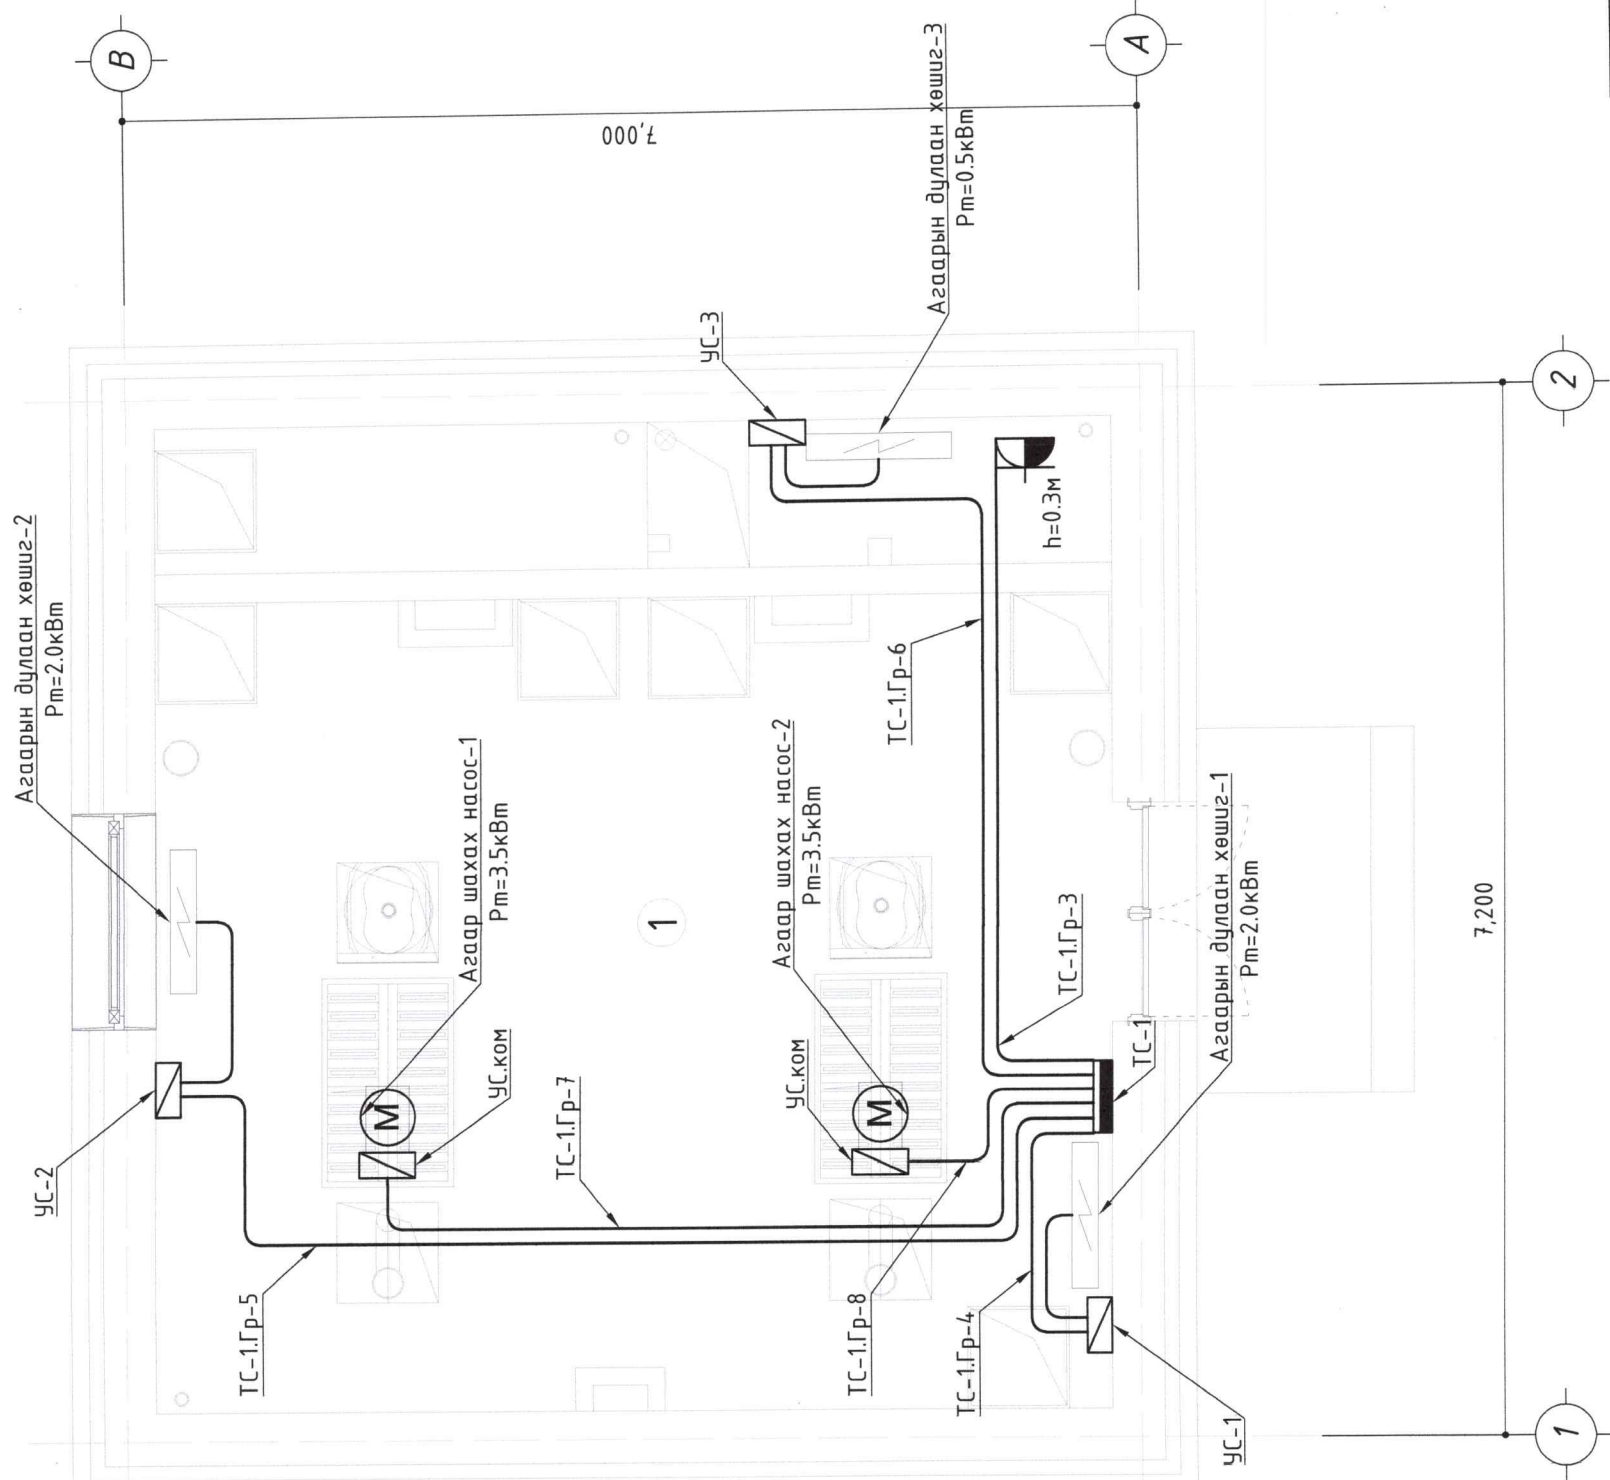 В
А
7,000
Агаарын дулаан хөшиг-3
Pm=0.5кВт
УС-3
2
Агаарын дулаан хөшиг-2
Pm=2.0кВт
h=0.3м
ТС-1.Гр-6
Агаар шахах насос-1
Pm=3.5кВт
Агаар шахах насос-2
Pm=3.5кВт
1
7,200
ТС-1.Гр-3
Агаарын дулаан хөшиг-1
Pm=2.0кВт
ТС-1
УС.ком
УС.ком
М
М
УС-2
ТС-1.Гр-7
ТС-1.Гр-5
ТС-1.Гр-8
ТС-1.Гр-4
УС-1
1